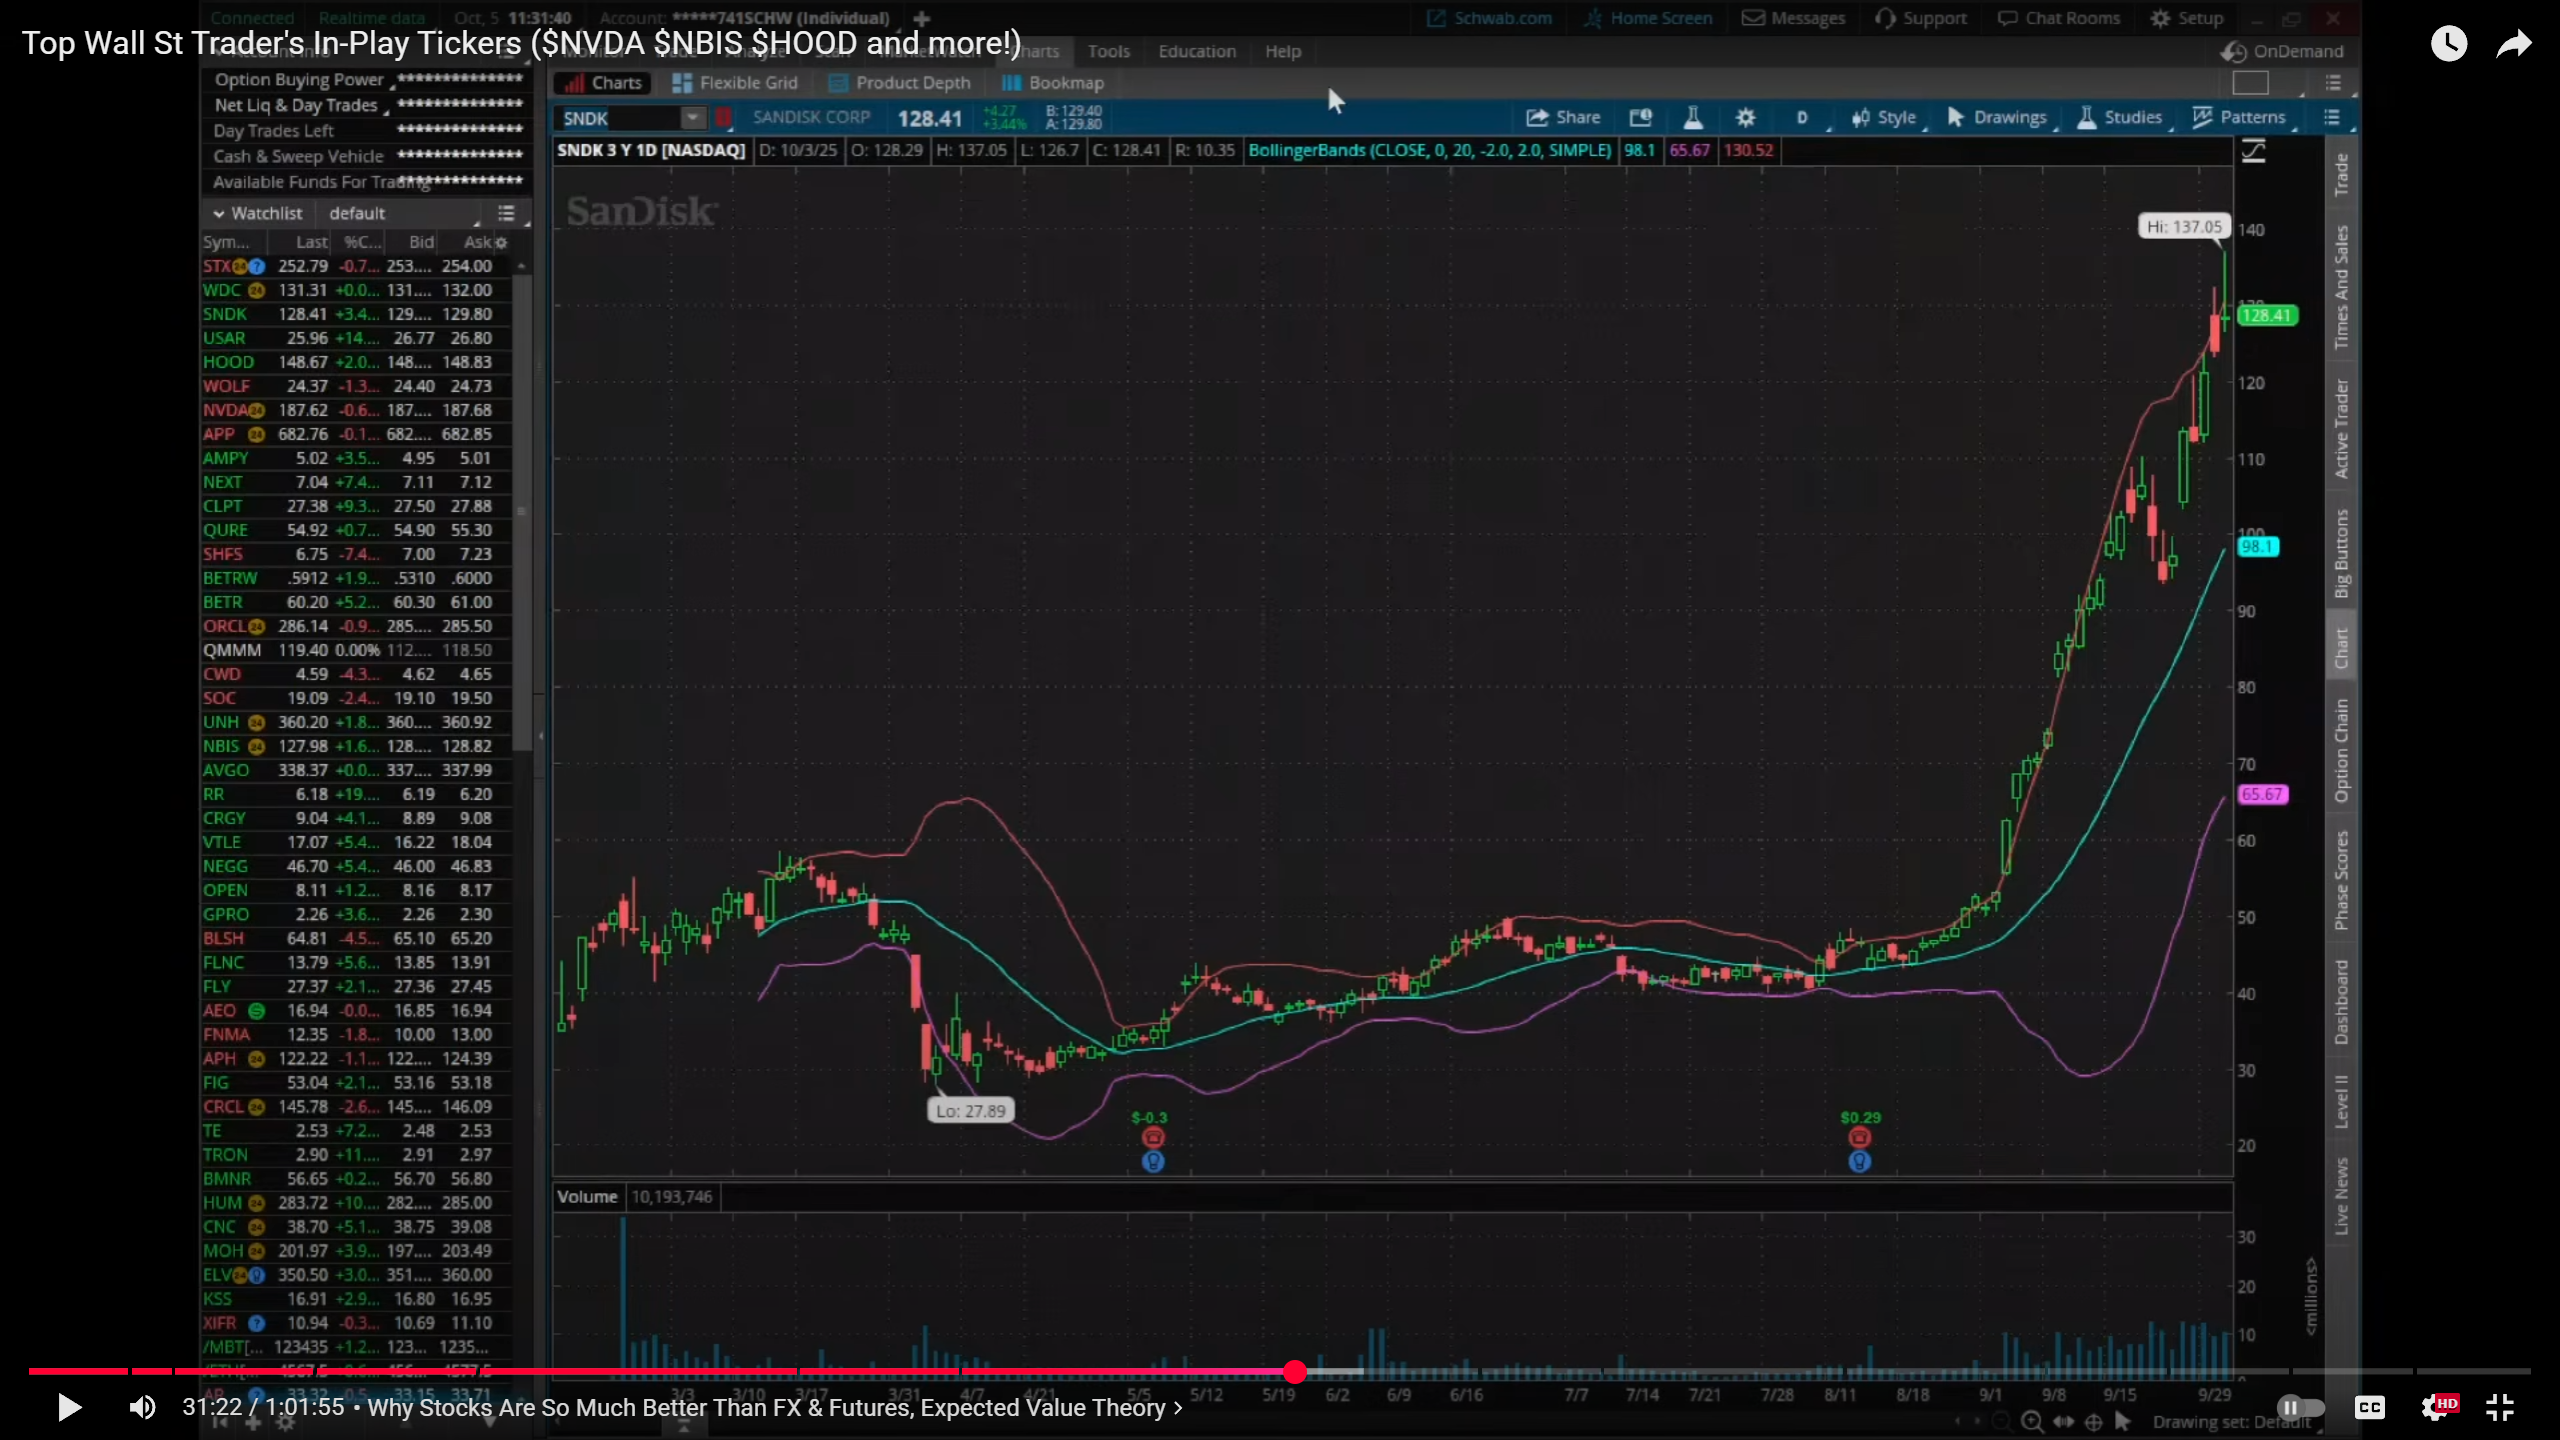 Connected Realtime data Oct, 5 11:31:40 Account: *****741SCHW (Individual) Schwab.com Home Screen Messages Support Chat Rooms Setup
Top Wall St Trader's In-Play Tickers ($NVDA $NBIS $HOOD and more!)
Charts Tools Education Help OnDemand
Option Buying Power **************
Net Liq & Day Trades **************
Day Trades Left **************
Cash & Sweep Vehicle **************
Available Funds For Trading **************
Charts Flexible Grid Product Depth Bookmap
SNDK SANDISK CORP 128.41 +4.27 +3.44% B: 129.40 A: 129.80 Share D Style Drawings Studies Patterns
SNDK 3 Y 1D [NASDAQ] D: 10/3/25 O: 128.29 H: 137.05 L: 126.7 C: 128.41 R: 10.35 BollingerBands (CLOSE, 0, 20, -2.0, 2.0, SIMPLE) 98.1 65.67 130.52
SanDisk
Watchlist default
Sym... Last %C... Bid Ask
STX 252.79 -0.7... 253.... 254.00
WDC 131.31 +0.0... 131.... 132.00
SNDK 128.41 +3.4... 129.... 129.80
USAR 25.96 +14.... 26.77 26.80
HOOD 148.67 +2.0... 148.... 148.83
WOLF 24.37 -1.3... 24.40 24.73
NVDA 187.62 -0.6... 187.... 187.68
APP 682.76 -0.1... 682.... 682.85
AMPY 5.02 +3.5... 4.95 5.01
NEXT 7.04 +7.4... 7.11 7.12
CLPT 27.38 +9.3... 27.50 27.88
QURE 54.92 +0.7... 54.90 55.30
SHFS 6.75 -7.4... 7.00 7.23
BETRW .5912 +1.9... .5310 .6000
BETR 60.20 +5.2... 60.30 61.00
ORCL 286.14 -0.9... 285.... 285.50
QMMM 119.40 0.00% 112.... 118.50
CWD 4.59 -4.3... 4.62 4.65
SOC 19.09 -2.4... 19.10 19.50
UNH 360.20 +1.8... 360.... 360.92
NBIS 127.98 +1.6... 128.... 128.82
AVGO 338.37 +0.0... 337.... 337.99
RR 6.18 +19.... 6.19 6.20
CRGY 9.04 +4.1... 8.89 9.08
VTLE 17.07 +5.4... 16.22 18.04
NEGG 46.70 +5.4... 46.00 46.83
OPEN 8.11 +1.2... 8.16 8.17
GPRO 2.26 +3.6... 2.26 2.30
BLSH 64.81 -4.5... 65.10 65.20
FLNC 13.79 +5.6... 13.85 13.91
FLY 27.37 +2.1... 27.36 27.45
AEO 16.94 -0.0... 16.85 16.94
FNMA 12.35 -1.8... 10.00 13.00
APH 122.22 -1.1... 122.... 124.39
FIG 53.04 +2.1... 53.16 53.18
CRCL 145.78 -2.6... 145.... 146.09
TE 2.53 +7.2... 2.48 2.53
TRON 2.90 +11.... 2.91 2.97
BMNR 56.65 +0.2... 56.70 56.80
HUM 283.72 +10.... 282.... 285.00
CNC 38.70 +5.1... 38.75 39.08
MOH 201.97 +3.9... 197.... 203.49
ELV 350.50 +3.0... 351.... 360.00
KSS 16.91 +2.9... 16.80 16.95
XIFR 10.94 -0.3... 10.69 11.10
/MBT[... 123435 +1.2... 123... 1235...
Hi: 137.05
140
128.41
120
110
100
98.1
90
80
70
65.67
60
50
40
30
20
Lo: 27.89
$-0.3
$0.29
Volume 10,193,746
30
20
10
<millions>
3/3 3/10 3/17 3/31 4/7 4/21 5/5 5/12 5/19 6/2 6/9 6/16 7/7 7/14 7/21 7/28 8/11 8/18 9/1 9/8 9/15 9/29
Drawing set: Default
Trade
Times And Sales
Active Trader
Big Buttons
Chart
Option Chain
Phase Scores
Dashboard
Level II
Live News
31:22 / 1:01:55 • Why Stocks Are So Much Better Than FX & Futures, Expected Value Theory
CC HD